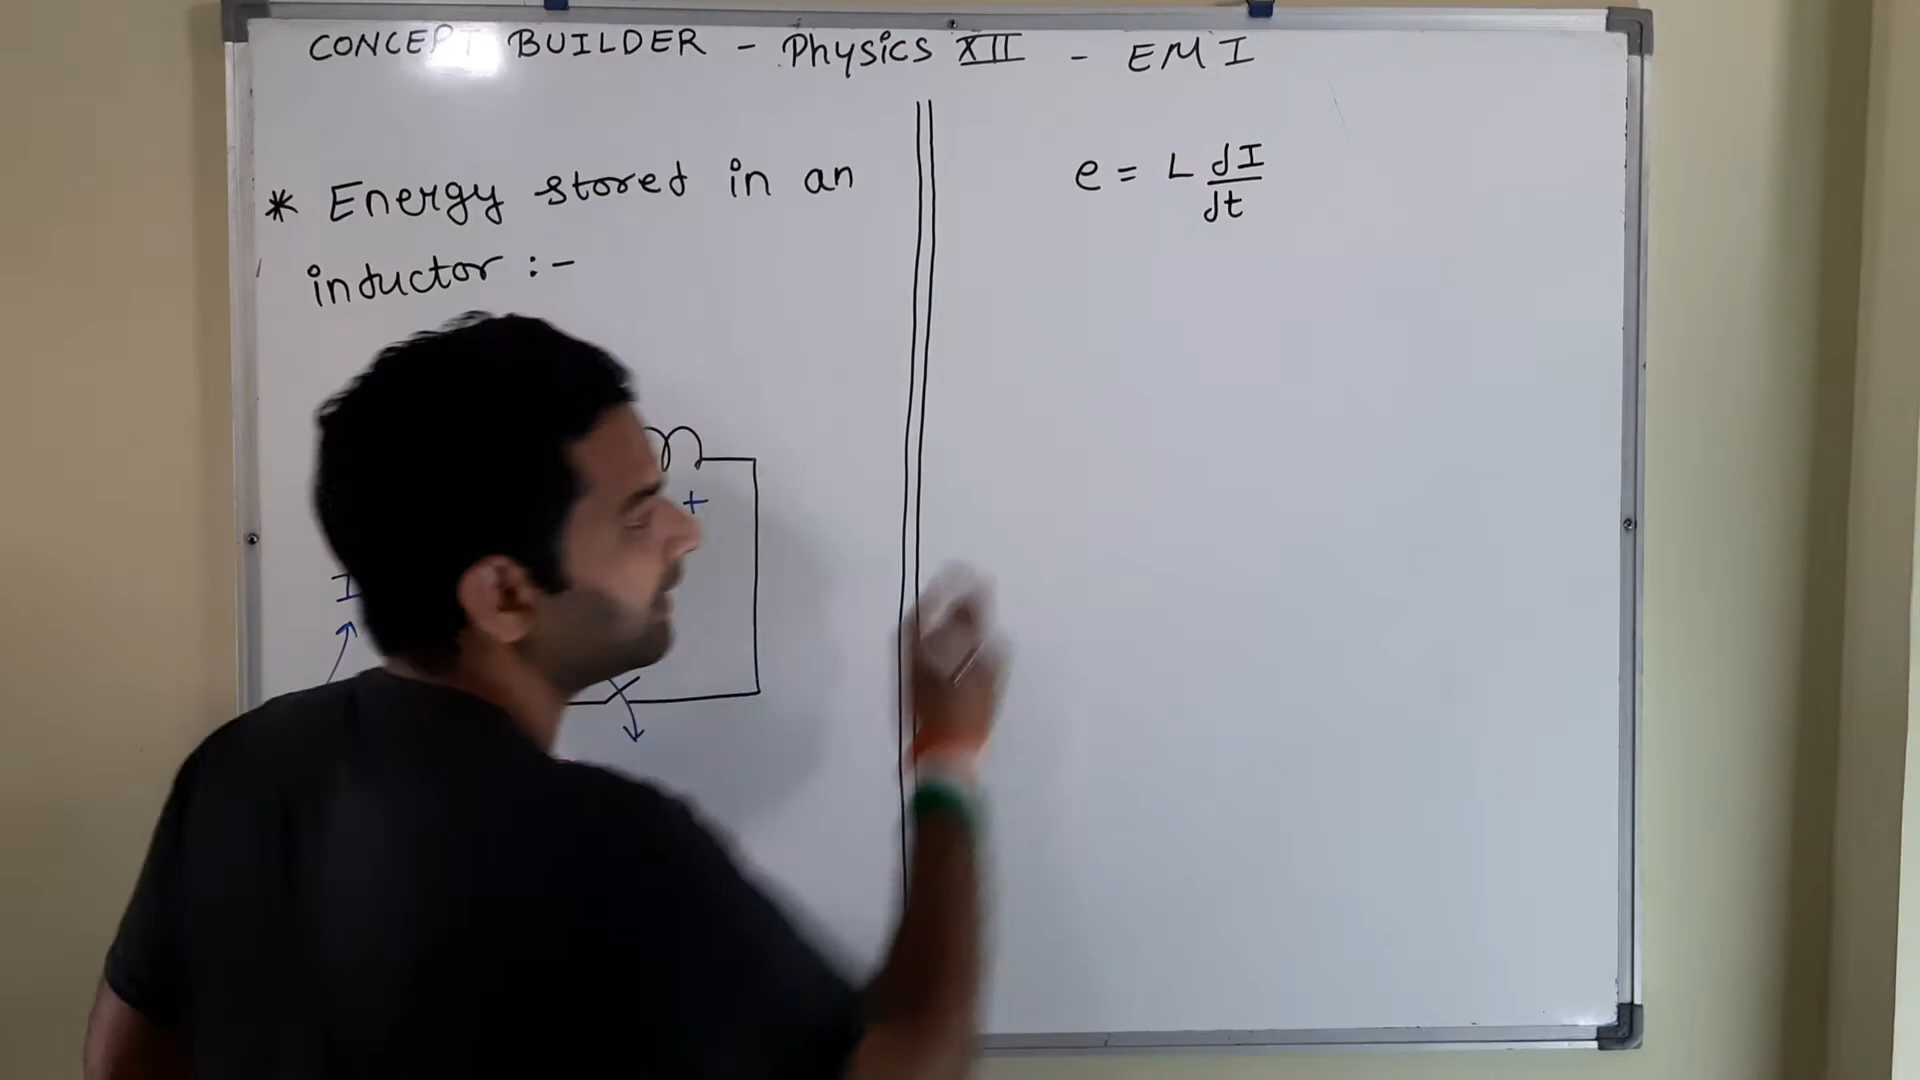 CONCEPT BUILDER - Physics XII - EMI
* Energy stored in an
inductor :-
+
I
e = L dI/dt